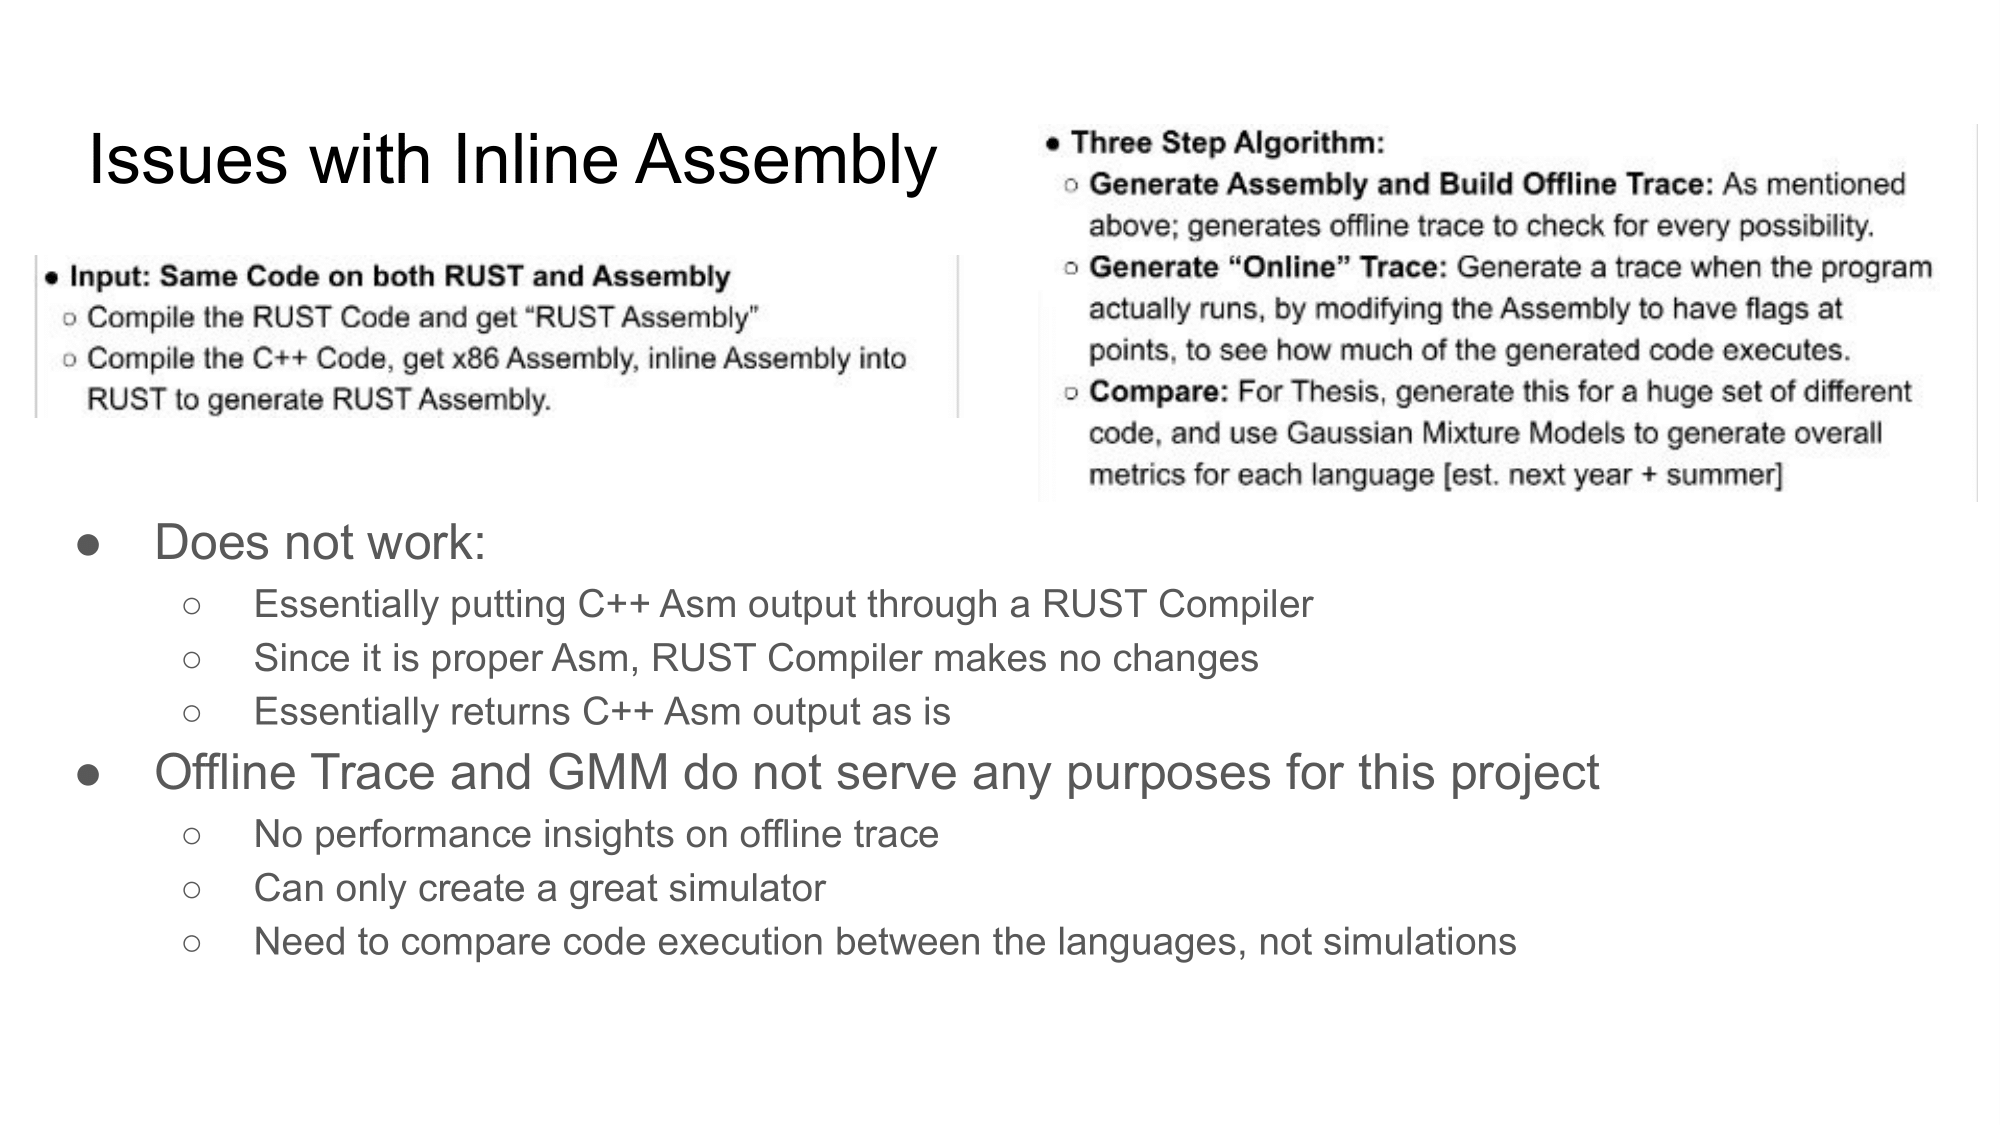 Issues with Inline Assembly
● Input: Same Code on both RUST and Assembly
○ Compile the RUST Code and get “RUST Assembly”
○ Compile the C++ Code, get x86 Assembly, inline Assembly into
RUST to generate RUST Assembly.
● Three Step Algorithm:
○ Generate Assembly and Build Offline Trace: As mentioned
above; generates offline trace to check for every possibility.
○ Generate “Online” Trace: Generate a trace when the program
actually runs, by modifying the Assembly to have flags at
points, to see how much of the generated code executes.
○ Compare: For Thesis, generate this for a huge set of different
code, and use Gaussian Mixture Models to generate overall
metrics for each language [est. next year + summer]
● Does not work:
○ Essentially putting C++ Asm output through a RUST Compiler
○ Since it is proper Asm, RUST Compiler makes no changes
○ Essentially returns C++ Asm output as is
● Offline Trace and GMM do not serve any purposes for this project
○ No performance insights on offline trace
○ Can only create a great simulator
○ Need to compare code execution between the languages, not simulations